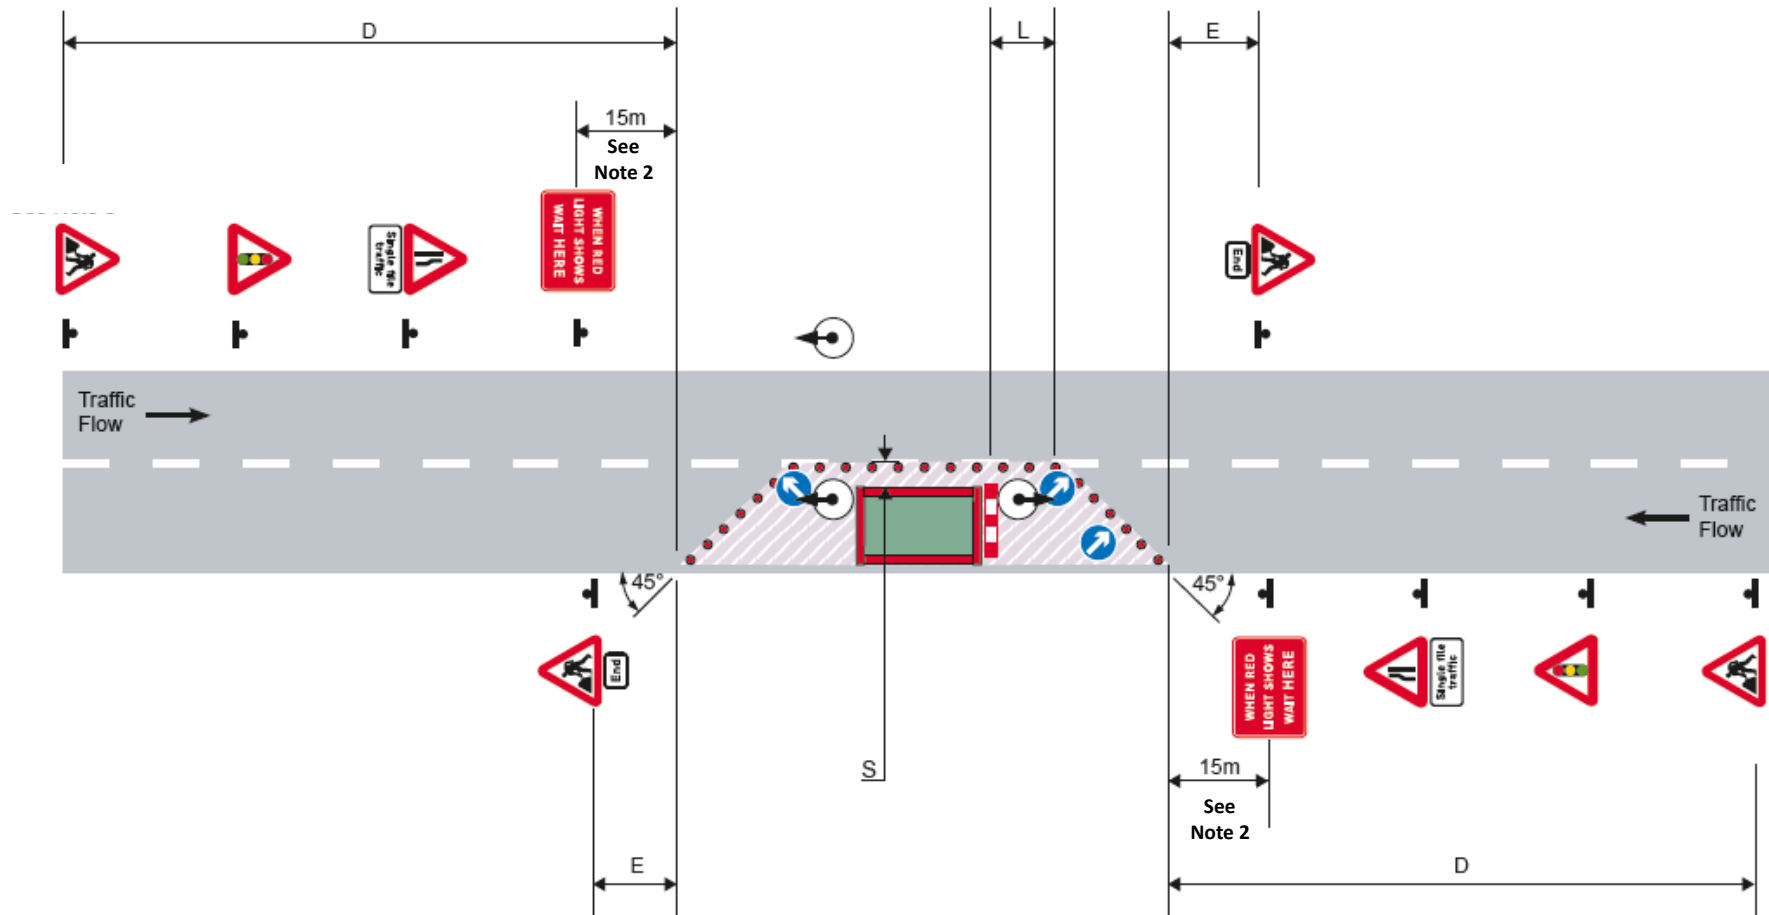 D
L
E
15m
See
Note 2
Single file
traffic
WHEN RED
LIGHT SHOWS
WAIT HERE
End
Traffic
Flow
Traffic
Flow
45°
45°
End
WHEN RED
LIGHT SHOWS
WAIT HERE
Single file
traffic
S
15m
See
Note 2
E
D